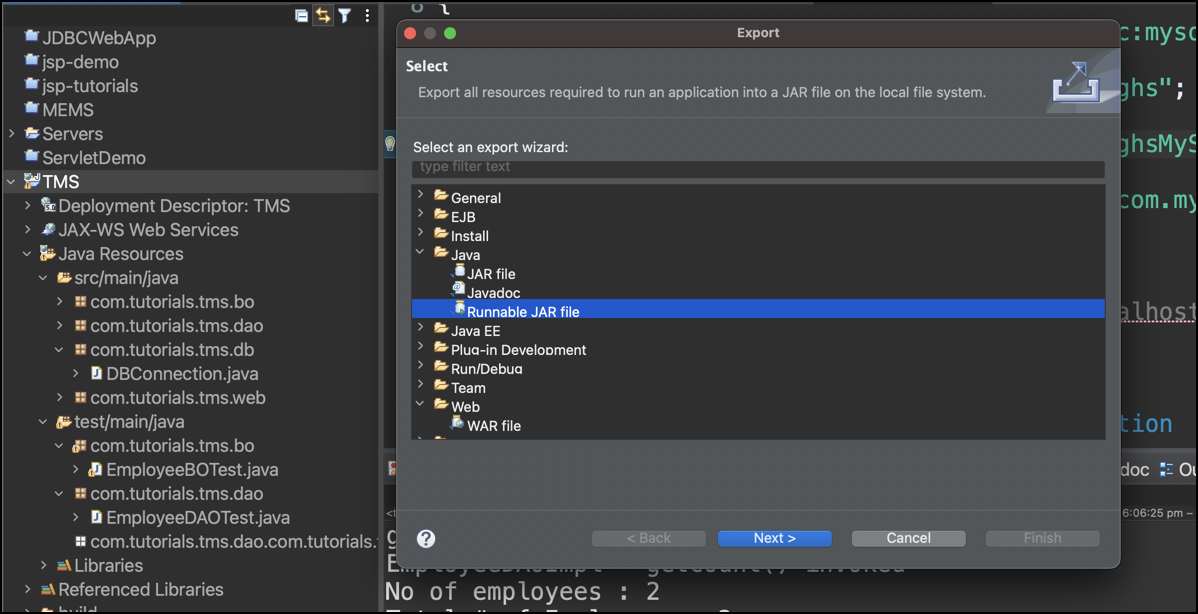 JDBCWebApp
jsp-demo
jsp-tutorials
MEMS
Servers
ServletDemo
TMS
Deployment Descriptor: TMS
JAX-WS Web Services
Java Resources
src/main/java
com.tutorials.tms.bo
com.tutorials.tms.dao
com.tutorials.tms.db
DBConnection.java
com.tutorials.tms.web
test/main/java
com.tutorials.tms.bo
EmployeeBOTest.java
com.tutorials.tms.dao
EmployeeDAOTest.java
com.tutorials.tms.dao.com.tutorials.
Libraries
Referenced Libraries
build
{
Export
Select
Export all resources required to run an application into a JAR file on the local file system.
Select an export wizard:
type filter text
General
EJB
Install
Java
JAR file
Javadoc
Runnable JAR file
Java EE
Plug-in Development
Run/Debug
Team
Web
WAR file
?
< Back
Next >
Cancel
Finish
c:mysq
ghs";
ghsMyS
com.my
alhost
tion
doc
Ou
6:06:25 pm –
EmployeeDAOImpl - getCount() invoked
No of employees : 2